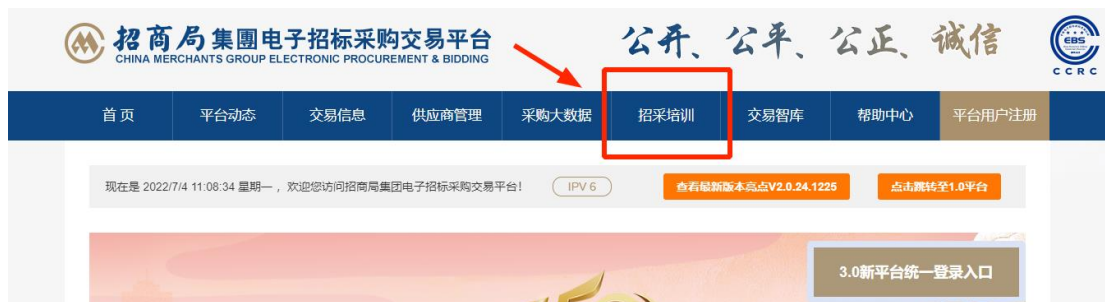 招商局集團电子招标采购交易平台
CHINA MERCHANTS GROUP ELECTRONIC PROCUREMENT & BIDDING
公开、公平、公正、诚信
EBS
CCRC
首页 平台动态 交易信息 供应商管理 采购大数据 招采培训 交易智库 帮助中心 平台用户注册
现在是 2022/7/4 11:08:34 星期一，欢迎您访问招商局集团电子招标采购交易平台! IPV 6 查看最新版本亮点V2.0.24.1225 点击跳转至1.0平台
3.0新平台统一登录入口